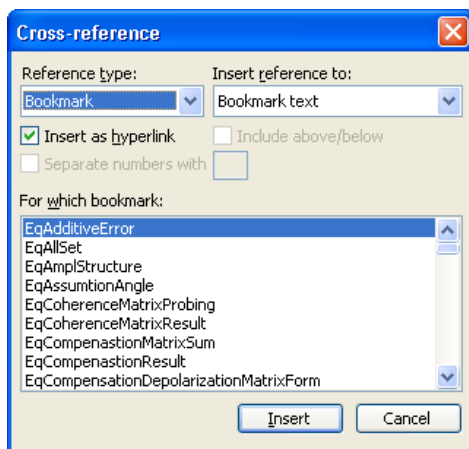 Cross-reference
Reference type: Insert reference to:
Bookmark Bookmark text
Insert as hyperlink Include above/below
Separate numbers with
For which bookmark:
EqAdditiveError
EqAllSet
EqAmplStructure
EqAssumtionAngle
EqCoherenceMatrixProbing
EqCoherenceMatrixResult
EqCompenastionMatrixSum
EqCompenastionResult
EqCompensationDepolarizationMatrixForm
Insert Cancel